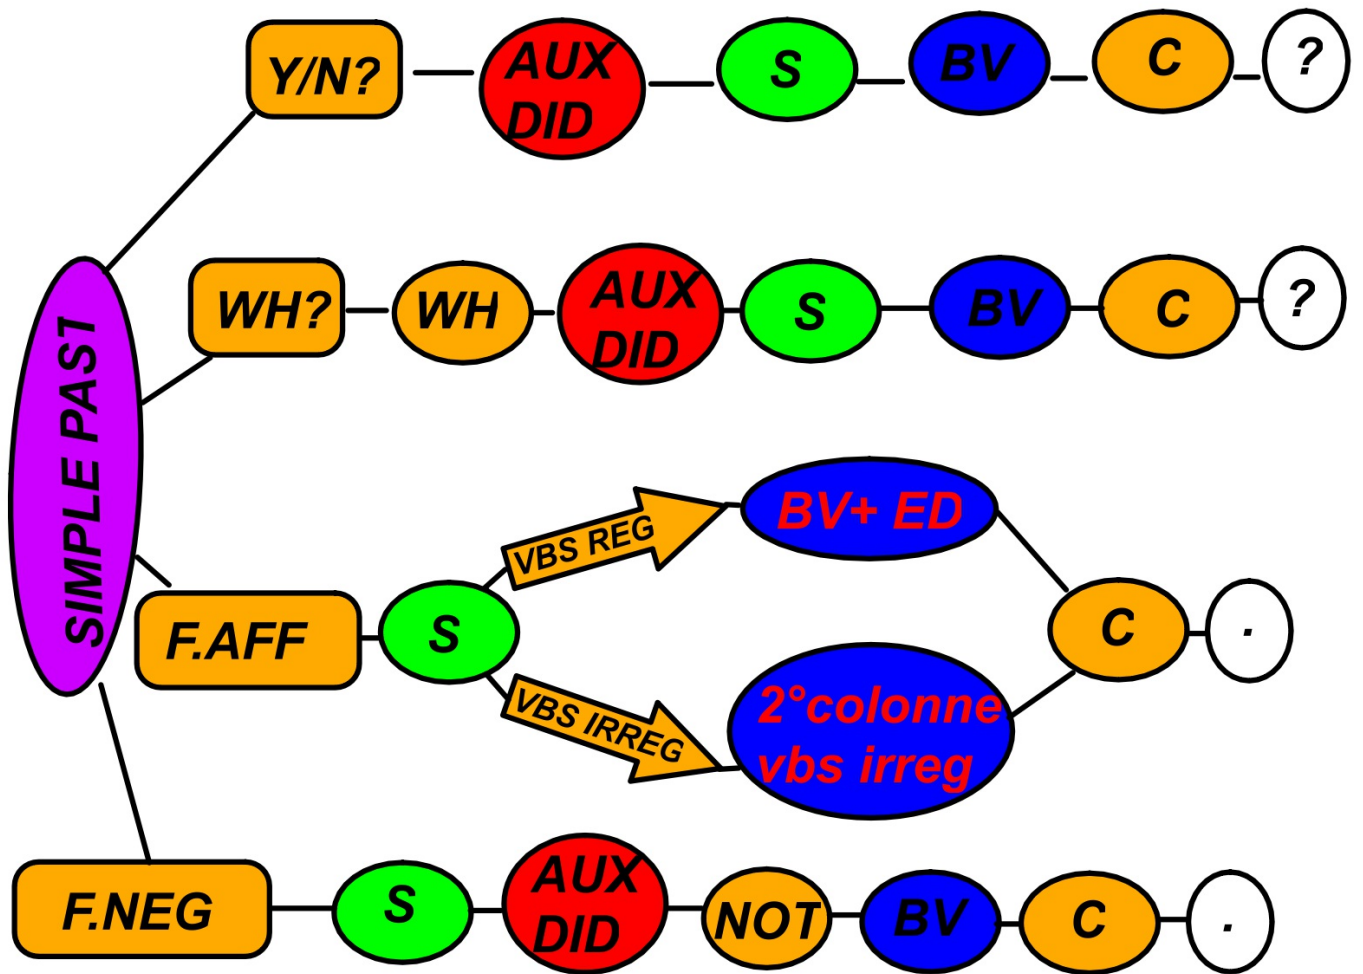 Y/N?
AUX
DID
S
BV
C
?
SIMPLE PAST
WH?
WH
AUX
DID
S
BV
C
?
F.AFF
S
VBS REG
BV+ ED
VBS IRREG
2°colonne
vbs irreg
C
.
F.NEG
S
AUX
DID
NOT
BV
C
.